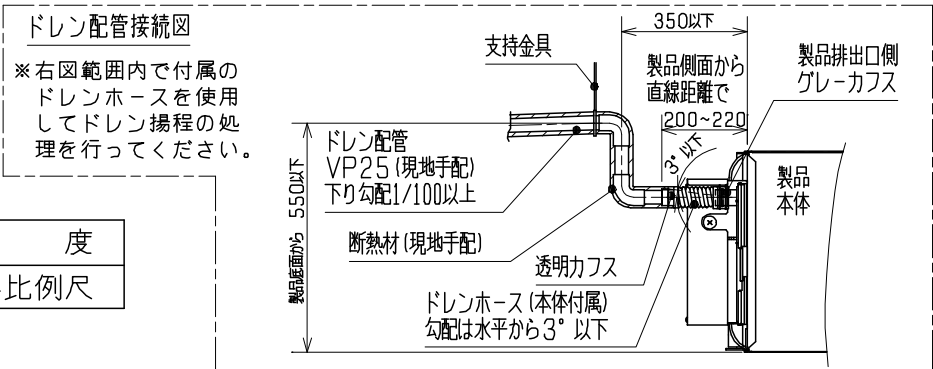 ドレン配管接続図
※右図範囲内で付属の
ドレンホースを使用
してドレン揚程の処
理を行ってください。
度
比例尺
350以下
支持金具
製品側面から
直線距離で
200~220
製品排出口側
グレーカフス
3°以下
製品
本体
ドレン配管
VP25(現地手配)
下り勾配1/100以上
製品底面から 550以下
断熱材(現地手配)
透明カフス
ドレンホース(本体付属)
勾配は水平から3°以下